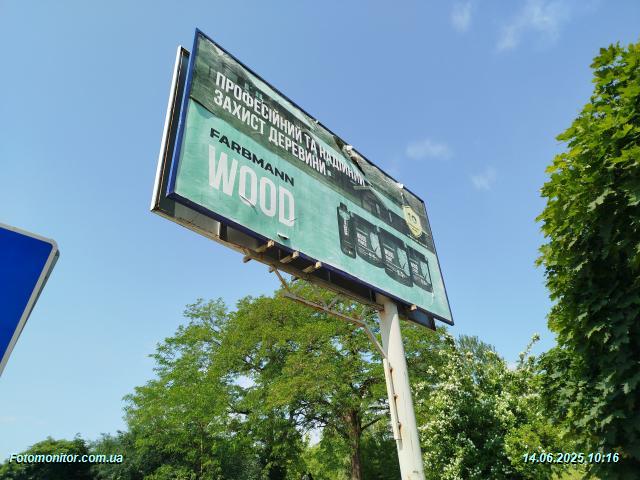 ПРОФЕСІЙНИЙ ТА НАДІЙНИЙ
ЗАХИСТ ДЕРЕВИНИ*
FARBMANN
WOOD
Fotomonitor.com.ua
14.06.2025 10:16